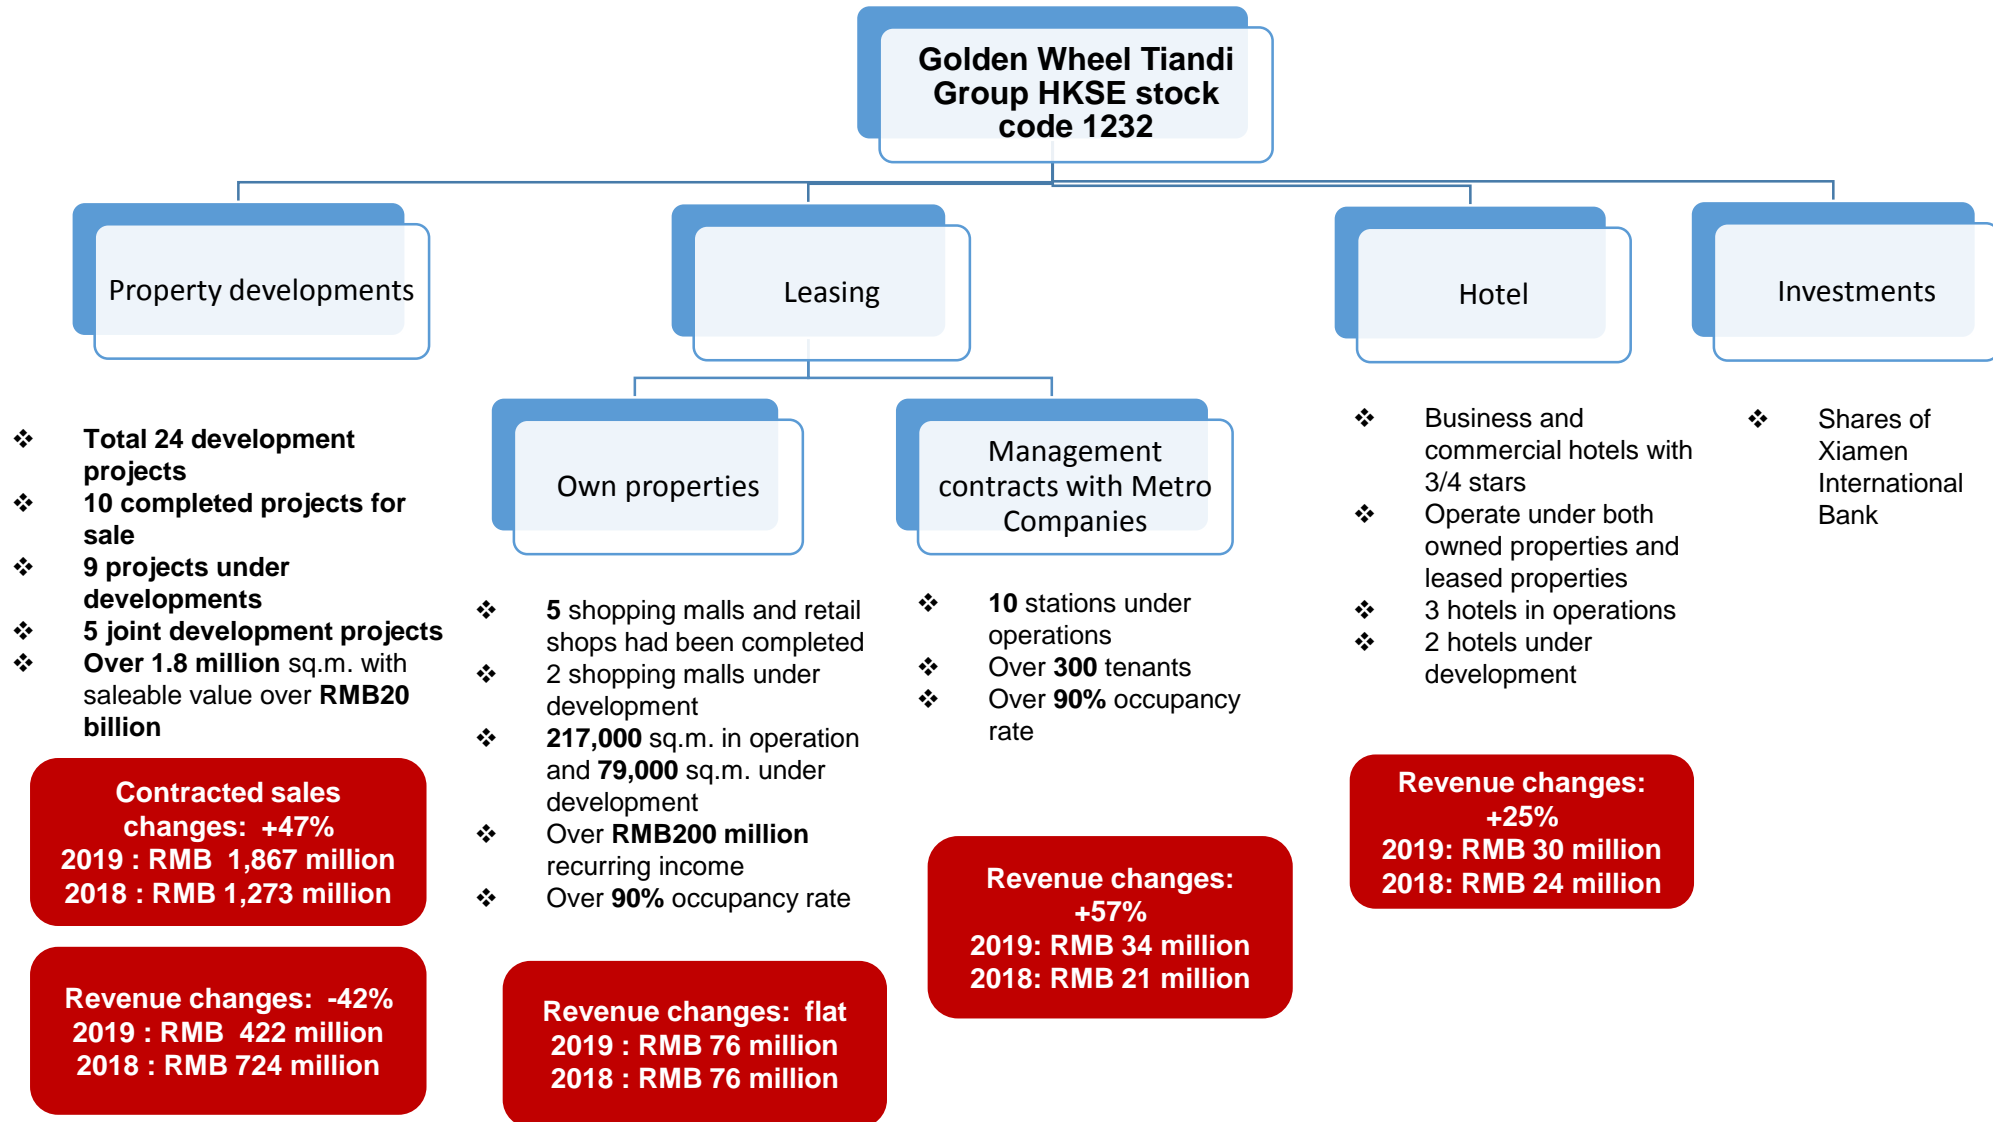 Golden Wheel Tiandi
Group HKSE stock
code 1232
Property developments
Leasing
Hotel
Investments
Own properties
Management
contracts with Metro
Companies
❖ Total 24 development
projects
❖ 10 completed projects for
sale
❖ 9 projects under
developments
❖ 5 joint development projects
❖ Over 1.8 million sq.m. with
saleable value over RMB20
billion
Contracted sales
changes: +47%
2019 : RMB 1,867 million
2018 : RMB 1,273 million
Revenue changes: -42%
2019 : RMB 422 million
2018 : RMB 724 million
❖ 5 shopping malls and retail
shops had been completed
❖ 2 shopping malls under
development
❖ 217,000 sq.m. in operation
and 79,000 sq.m. under
development
❖ Over RMB200 million
recurring income
❖ Over 90% occupancy rate
Revenue changes: flat
2019 : RMB 76 million
2018 : RMB 76 million
❖ 10 stations under
operations
❖ Over 300 tenants
❖ Over 90% occupancy
rate
Revenue changes:
+57%
2019: RMB 34 million
2018: RMB 21 million
❖ Business and
commercial hotels with
3/4 stars
❖ Operate under both
owned properties and
leased properties
❖ 3 hotels in operations
❖ 2 hotels under
development
Revenue changes:
+25%
2019: RMB 30 million
2018: RMB 24 million
❖ Shares of
Xiamen
International
Bank